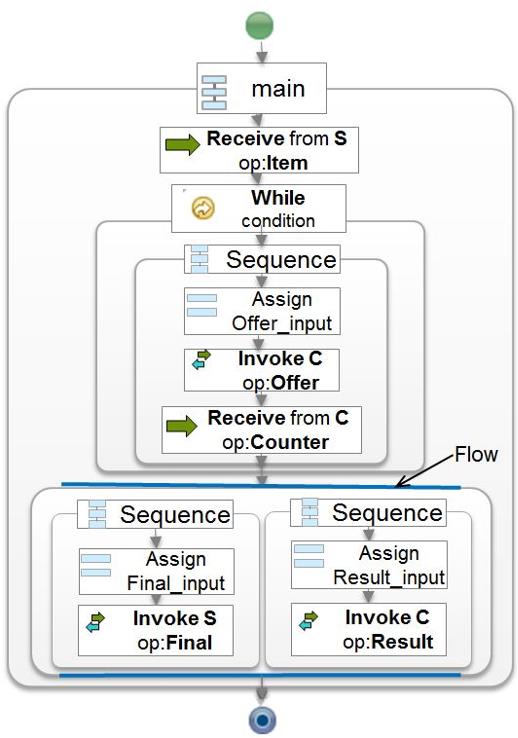 main
Receive from S
op:Item
While
condition
Sequence
Assign
Offer_input
Invoke C
op:Offer
Receive from C
op:Counter
Flow
Sequence
Assign
Final_input
Invoke S
op:Final
Sequence
Assign
Result_input
Invoke C
op:Result